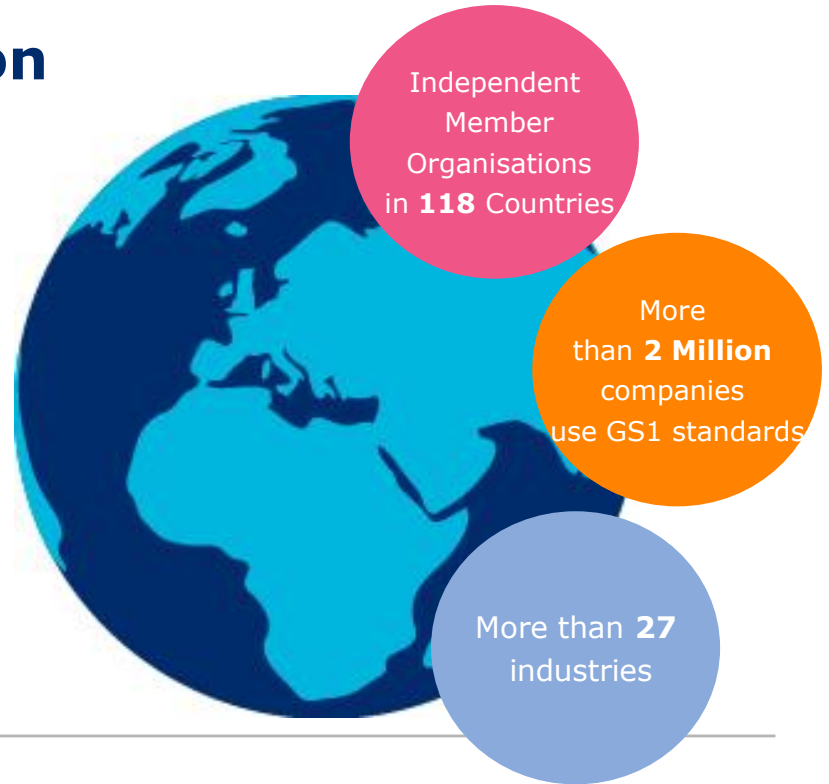 on
Independent
Member
Organisations
in 118 Countries
More
than 2 Million
companies
use GS1 standards
More than 27
industries